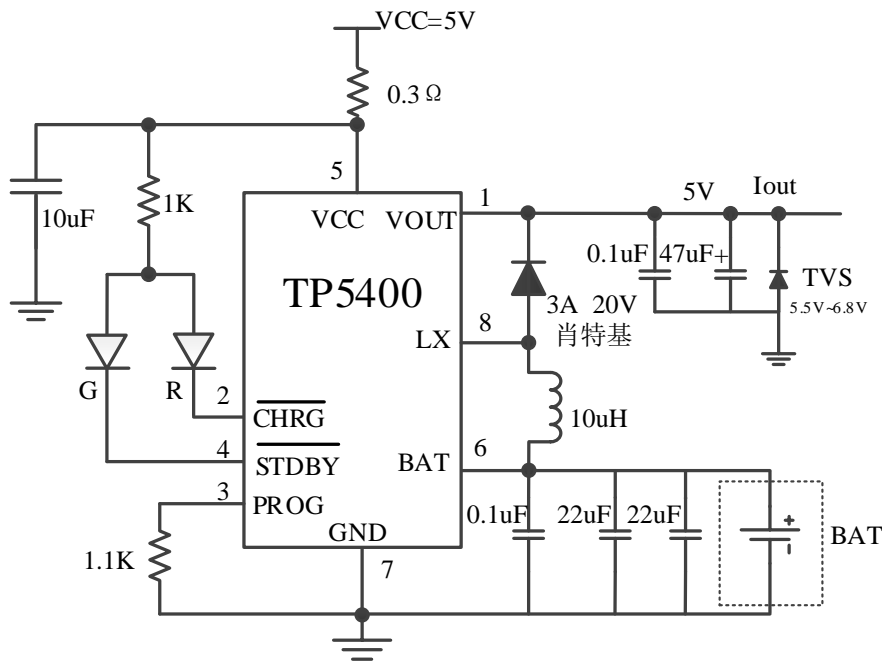 VCC=5V
0.3Ω
5
1
5V
Iout
10uF
1K
VCC
VOUT
0.1uF
47uF+
TP5400
TVS
5.5V~6.8V
3A 20V
肖特基
8
LX
G
R
2
CHRG
10uH
4
STDBY
BAT
6
3
PROG
0.1uF
22uF
22uF
+
BAT
GND
1.1K
7